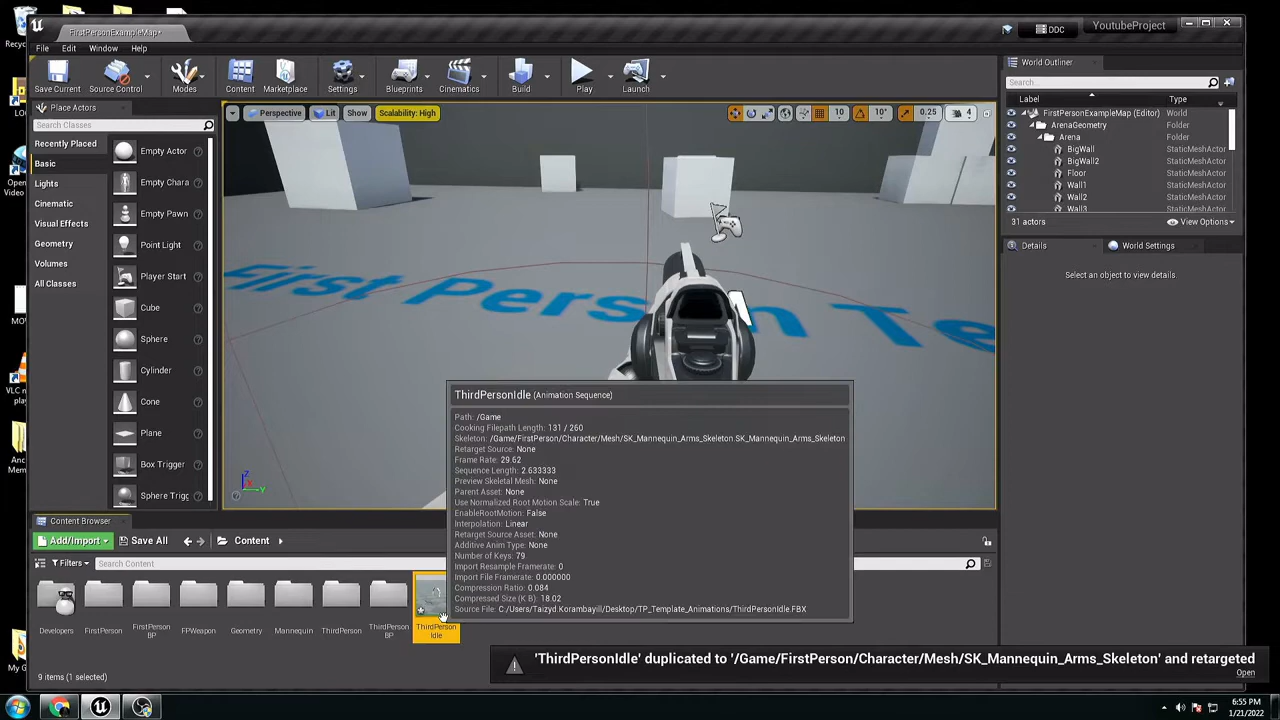 FirstPersonExampleMap*
DDC
YoutubeProject
File Edit Window Help
Save Current
Source Control
Modes
Content
Marketplace
Settings
Blueprints
Cinematics
Build
Play
Launch
Place Actors
Search Classes
Recently Placed
Basic
Lights
Cinematic
Visual Effects
Geometry
Volumes
All Classes
Empty Actor
Empty Chara
Empty Pawn
Point Light
Player Start
Cube
Sphere
Cylinder
Cone
Plane
Box Trigger
Sphere Trigg
Perspective
Lit
Show
Scalability: High
10
10°
0.25
4
First Person Te
World Outliner
Search...
Label
Type
FirstPersonExampleMap (Editor) World
ArenaGeometry Folder
Arena Folder
BigWall StaticMeshActor
BigWall2 StaticMeshActor
Floor StaticMeshActor
Wall1 StaticMeshActor
Wall2 StaticMeshActor
Wall3 StaticMeshActor
31 actors
View Options
Details
World Settings
Select an object to view details.
ThirdPersonIdle (Animation Sequence)
Path: /Game
Cooking Filepath Length: 131 / 260
Skeleton: /Game/FirstPerson/Character/Mesh/SK_Mannequin_Arms_Skeleton.SK_Mannequin_Arms_Skeleton
Retarget Source: None
Frame Rate: 29.62
Sequence Length: 2.633333
Preview Skeletal Mesh: None
Parent Asset: None
Use Normalized Root Motion Scale: True
EnableRootMotion: False
Interpolation: Linear
Retarget Source Asset: None
Additive Anim Type: None
Number of Keys: 79
Import Resample Framerate: 0
Import File Framerate: 0.000000
Compression Ratio: 0.084
Compressed Size (K B): 18.02
Source File: C:/Users/Taizyd.Korambayill/Desktop/TP_Template_Animations/ThirdPersonIdle.FBX
Content Browser
Add/Import
Save All
Content
Filters
Search Content
Developers
FirstPerson
FirstPerson
BP
FPWeapon
Geometry
Mannequin
ThirdPerson
ThirdPerson
BP
ThirdPerson
Idle
9 items (1 selected)
'ThirdPersonIdle' duplicated to '/Game/FirstPerson/Character/Mesh/SK_Mannequin_Arms_Skeleton' and retargeted
Open
6:55 PM
1/21/2022